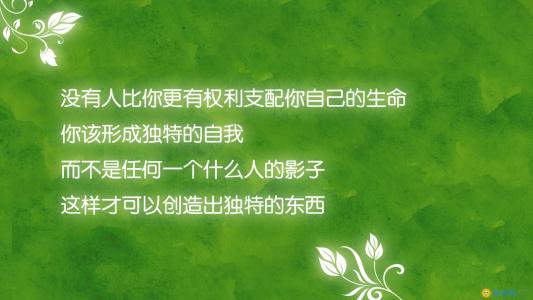 没有人比你更有权利支配你自己的生命
你该形成独特的自我
而不是任何一个什么人的影子
这样才可以创造出独特的东西